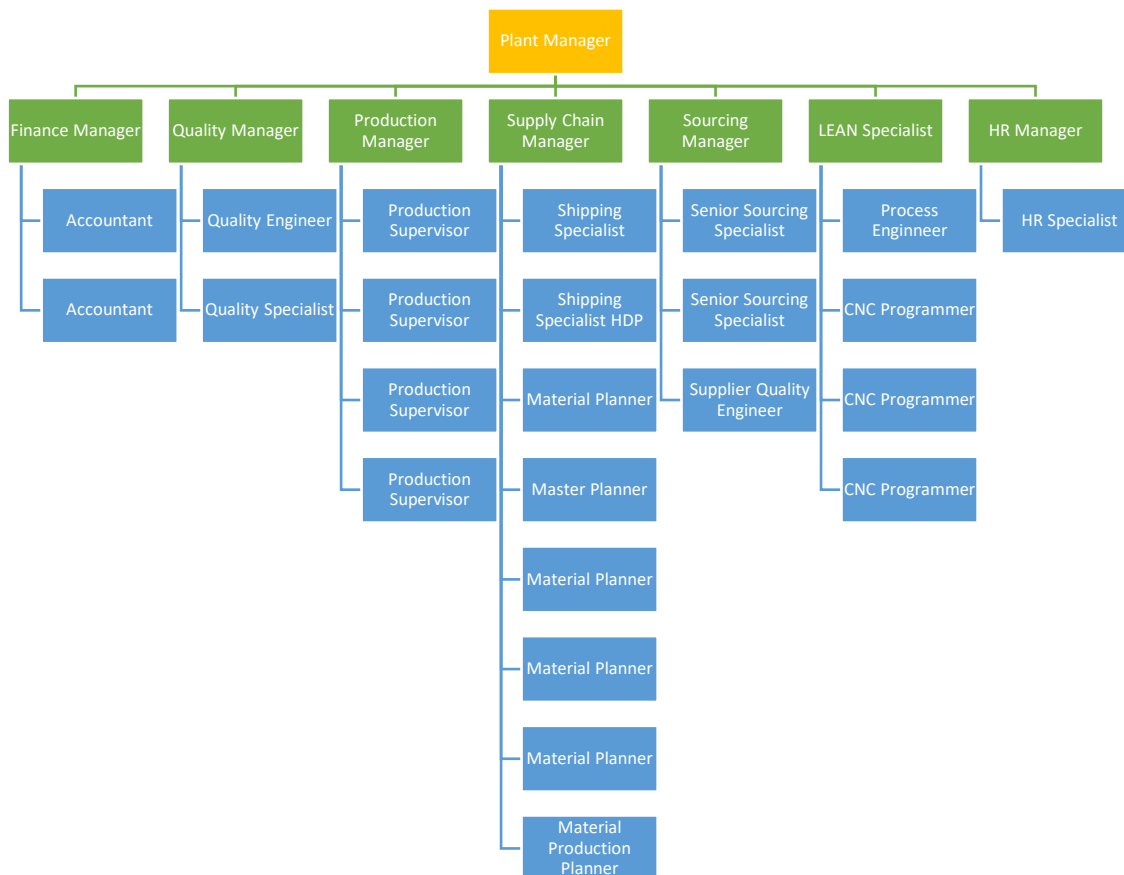 Plant Manager
Finance Manager
Quality Manager
Production
Manager
Supply Chain
Manager
Sourcing
Manager
LEAN Specialist
HR Manager
Accountant
Quality Engineer
Production
Supervisor
Shipping
Specialist
Senior Sourcing
Specialist
Process
Enginneer
HR Specialist
Accountant
Quality Specialist
Production
Supervisor
Shipping
Specialist HDP
Senior Sourcing
Specialist
CNC Programmer
Production
Supervisor
Material Planner
Supplier Quality
Engineer
CNC Programmer
Production
Supervisor
Master Planner
CNC Programmer
Material Planner
Material Planner
Material Planner
Material
Production
Planner